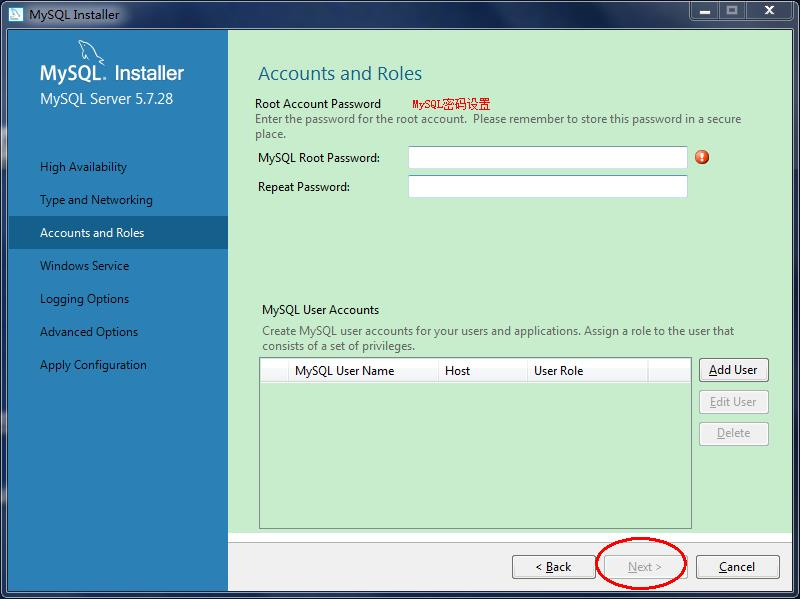 MySQL Installer
MySQL. Installer
MySQL Server 5.7.28
High Availability
Type and Networking
Accounts and Roles
Windows Service
Logging Options
Advanced Options
Apply Configuration
Accounts and Roles
Root Account Password MySQL密码设置
Enter the password for the root account. Please remember to store this password in a secure
place.
MySQL Root Password:
Repeat Password:
MySQL User Accounts
Create MySQL user accounts for your users and applications. Assign a role to the user that
consists of a set of privileges.
MySQL User Name Host User Role
Add User
Edit User
Delete
< Back Next > Cancel